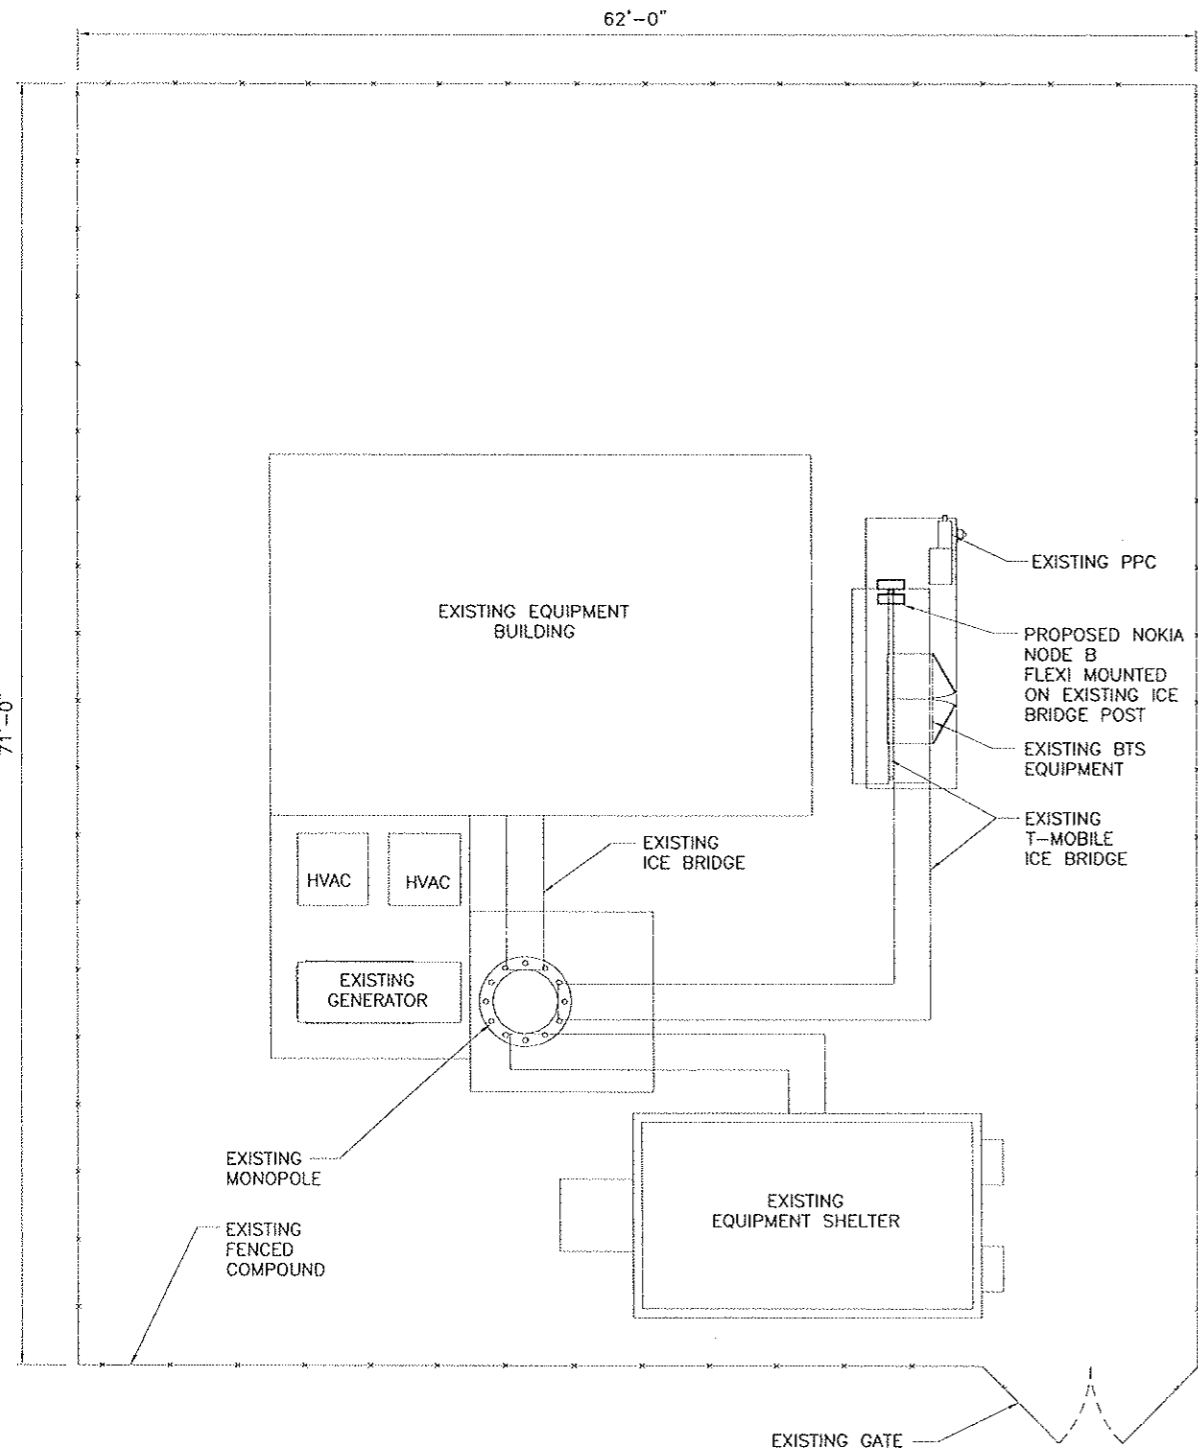 62'-0"
71'-0"
EXISTING PPC
EXISTING EQUIPMENT
BUILDING
PROPOSED NOKIA
NODE B
FLEXI MOUNTED
ON EXISTING ICE
BRIDGE POST
EXISTING BTS
EQUIPMENT
EXISTING
T-MOBILE
ICE BRIDGE
EXISTING
ICE BRIDGE
HVAC
HVAC
EXISTING
GENERATOR
EXISTING
MONOPOLE
EXISTING
EQUIPMENT SHELTER
EXISTING
FENCED
COMPOUND
EXISTING GATE